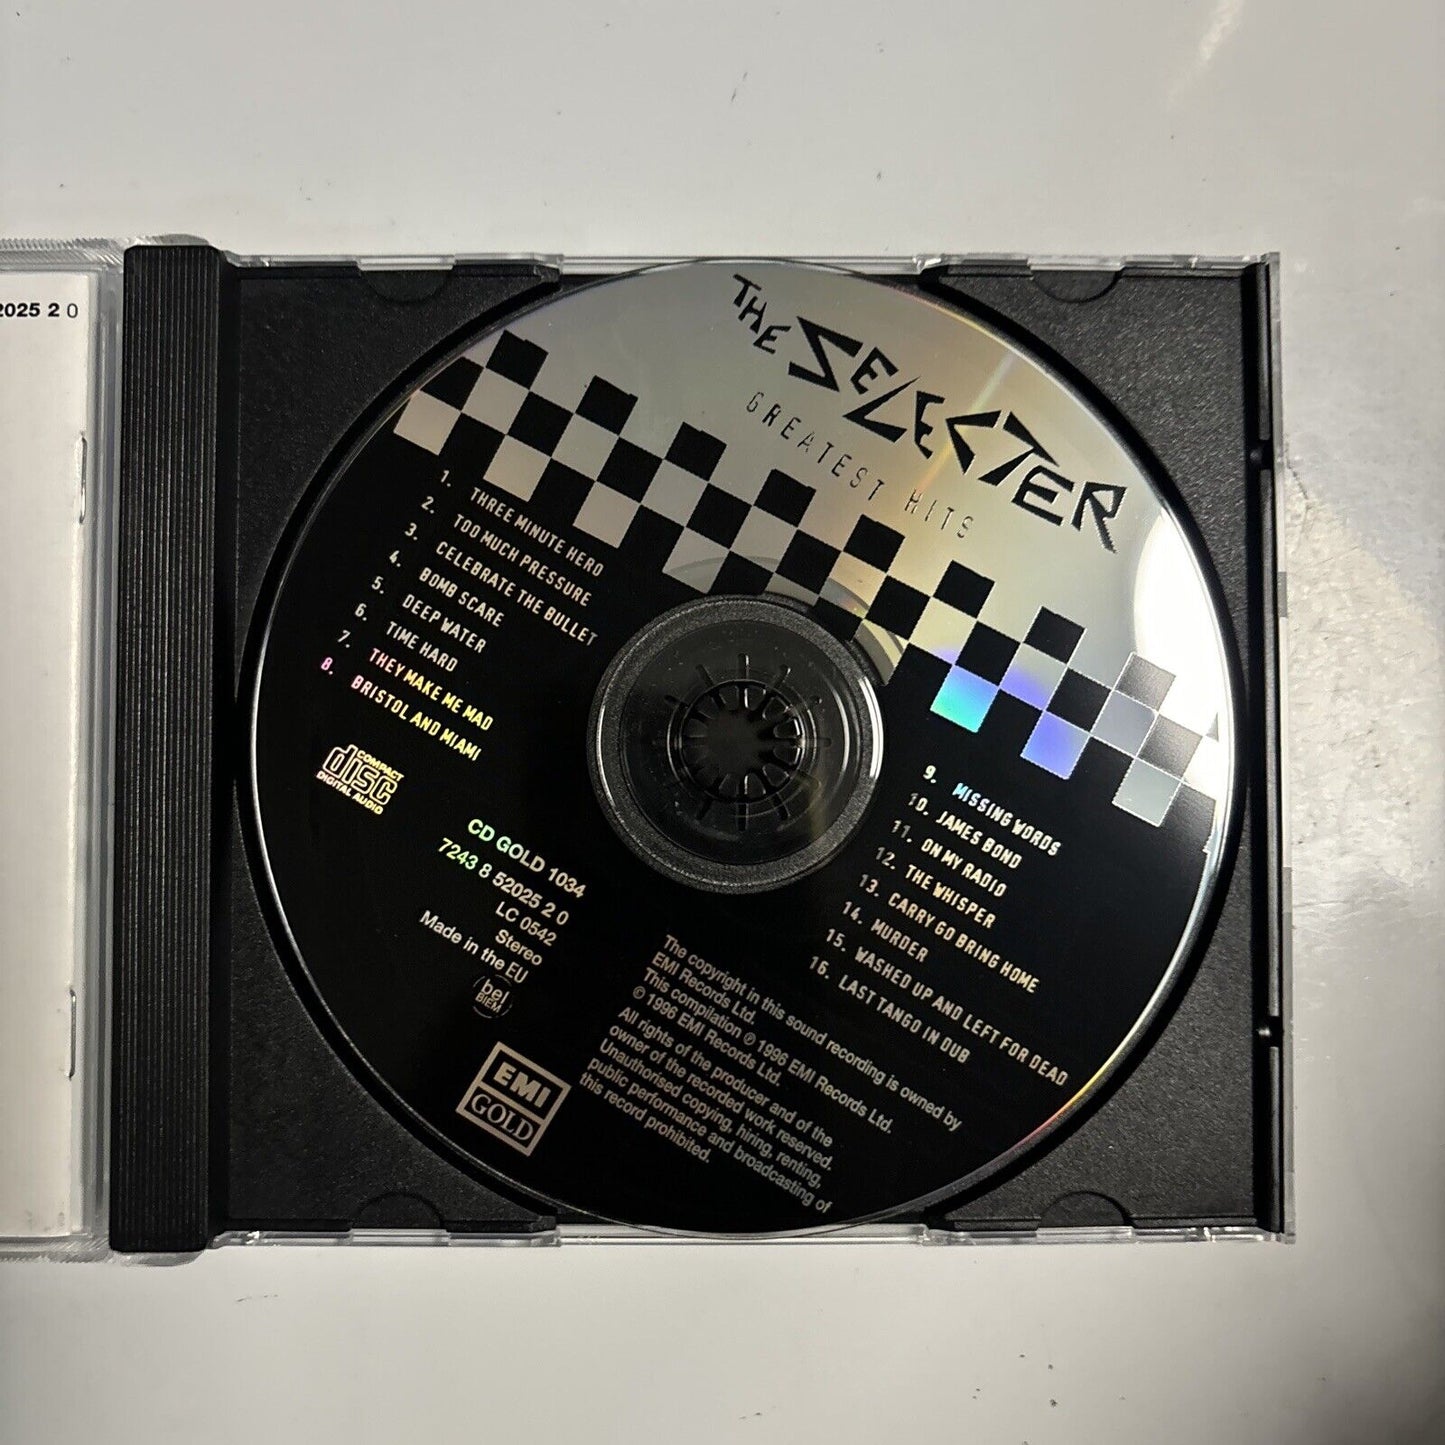 2025 2 0
THE SELECTER
GREATEST HITS
1. THREE MINUTE HERO
2. TOO MUCH PRESSURE
3. CELEBRATE THE BULLET
4. BOMB SCARE
5. DEEP WATER
6. TIME HARD
7. THEY MAKE ME MAD
8. BRISTOL AND MIAMI
COMPACT
disc
DIGITAL AUDIO
CD GOLD 1034
7243 8 52025 2 0
LC 0542
Stereo
Made in the EU
bel
BIEM
EMI
GOLD
9. MISSING WORDS
10. JAMES BOND
11. ON MY RADIO
12. THE WHISPER
13. CARRY GO BRING HOME
14. MURDER
15. WASHED UP AND LEFT FOR DEAD
16. LAST TANGO IN DUB
The copyright in this sound recording is owned by
EMI Records Ltd.
This compilation ℗ 1996 EMI Records Ltd.
© 1996 EMI Records Ltd.
All rights of the producer and of the
owner of the recorded work reserved.
Unauthorised copying, hiring, renting,
public performance and broadcasting of
this record prohibited.